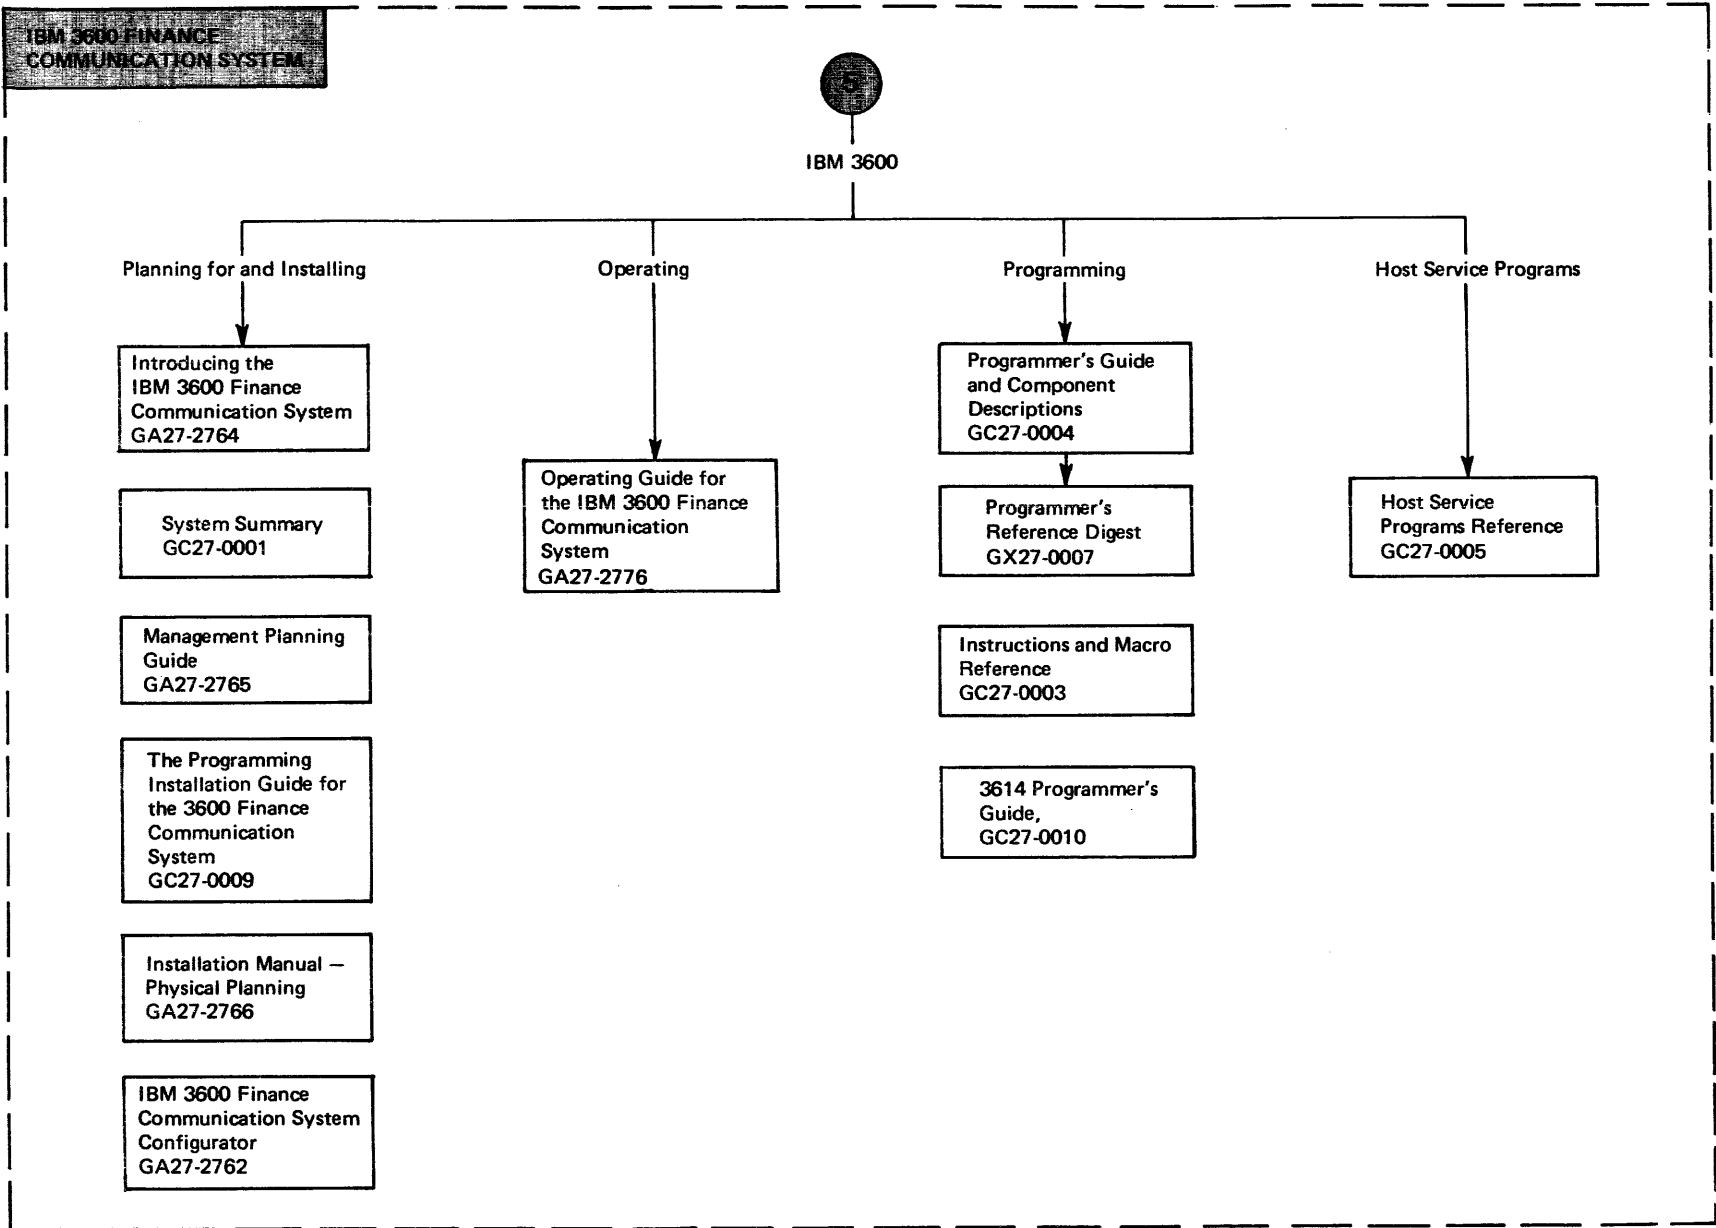 IBM 3600 FINANCE
COMMUNICATION SYSTEM
5
IBM 3600
Planning for and Installing
Operating
Programming
Host Service Programs
Introducing the
IBM 3600 Finance
Communication System
GA27-2764
System Summary
GC27-0001
Management Planning
Guide
GA27-2765
The Programming
Installation Guide for
the 3600 Finance
Communication
System
GC27-0009
Installation Manual —
Physical Planning
GA27-2766
IBM 3600 Finance
Communication System
Configurator
GA27-2762
Operating Guide for
the IBM 3600 Finance
Communication
System
GA27-2776
Programmer's Guide
and Component
Descriptions
GC27-0004
Programmer's
Reference Digest
GX27-0007
Instructions and Macro
Reference
GC27-0003
3614 Programmer's
Guide,
GC27-0010
Host Service
Programs Reference
GC27-0005